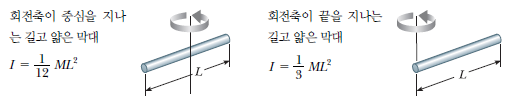 회전축이 중심을 지나
는 길고 얇은 막대
I = 1/12 ML²
L
회전축이 끝을 지나는
길고 얇은 막대
I = 1/3 ML²
L